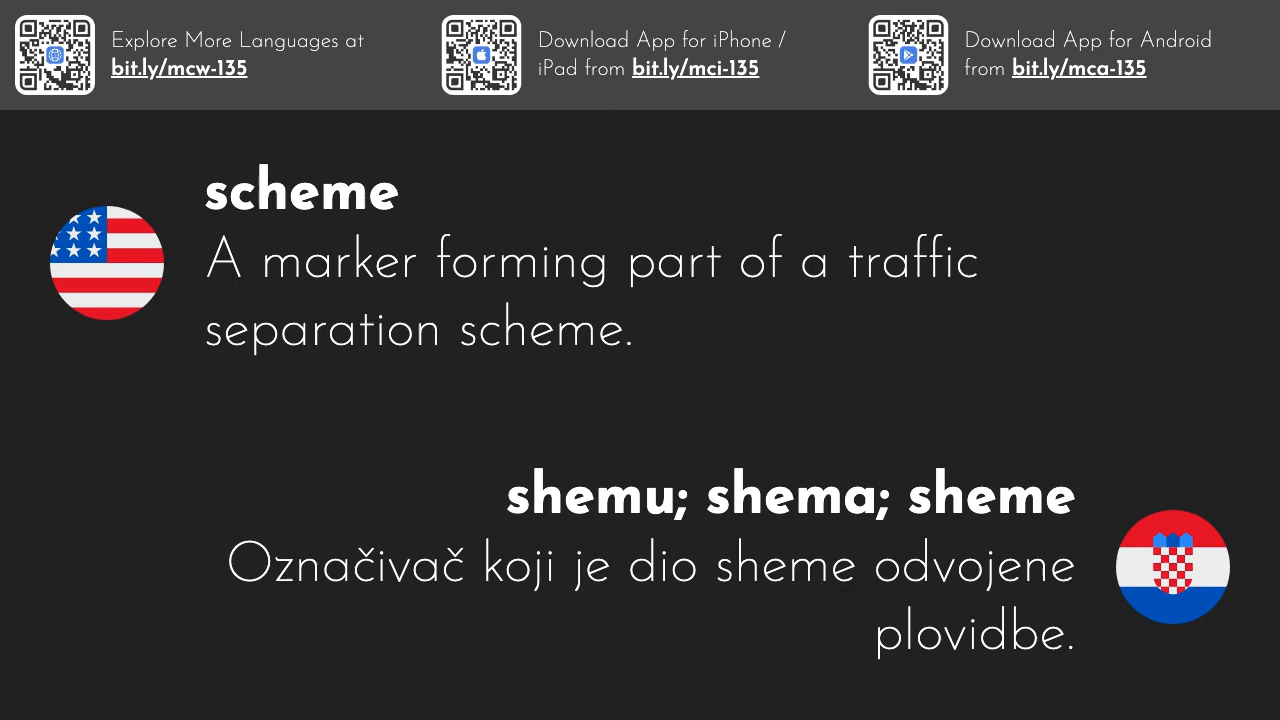 Explore More Languages at
bit.ly/mcw-135
Download App for iPhone /
iPad from bit.ly/mci-135
Download App for Android
from bit.ly/mca-135
scheme
A marker forming part of a traffic
separation scheme.
shemu; shema; sheme
Označivač koji je dio sheme odvojene
plovidbe.